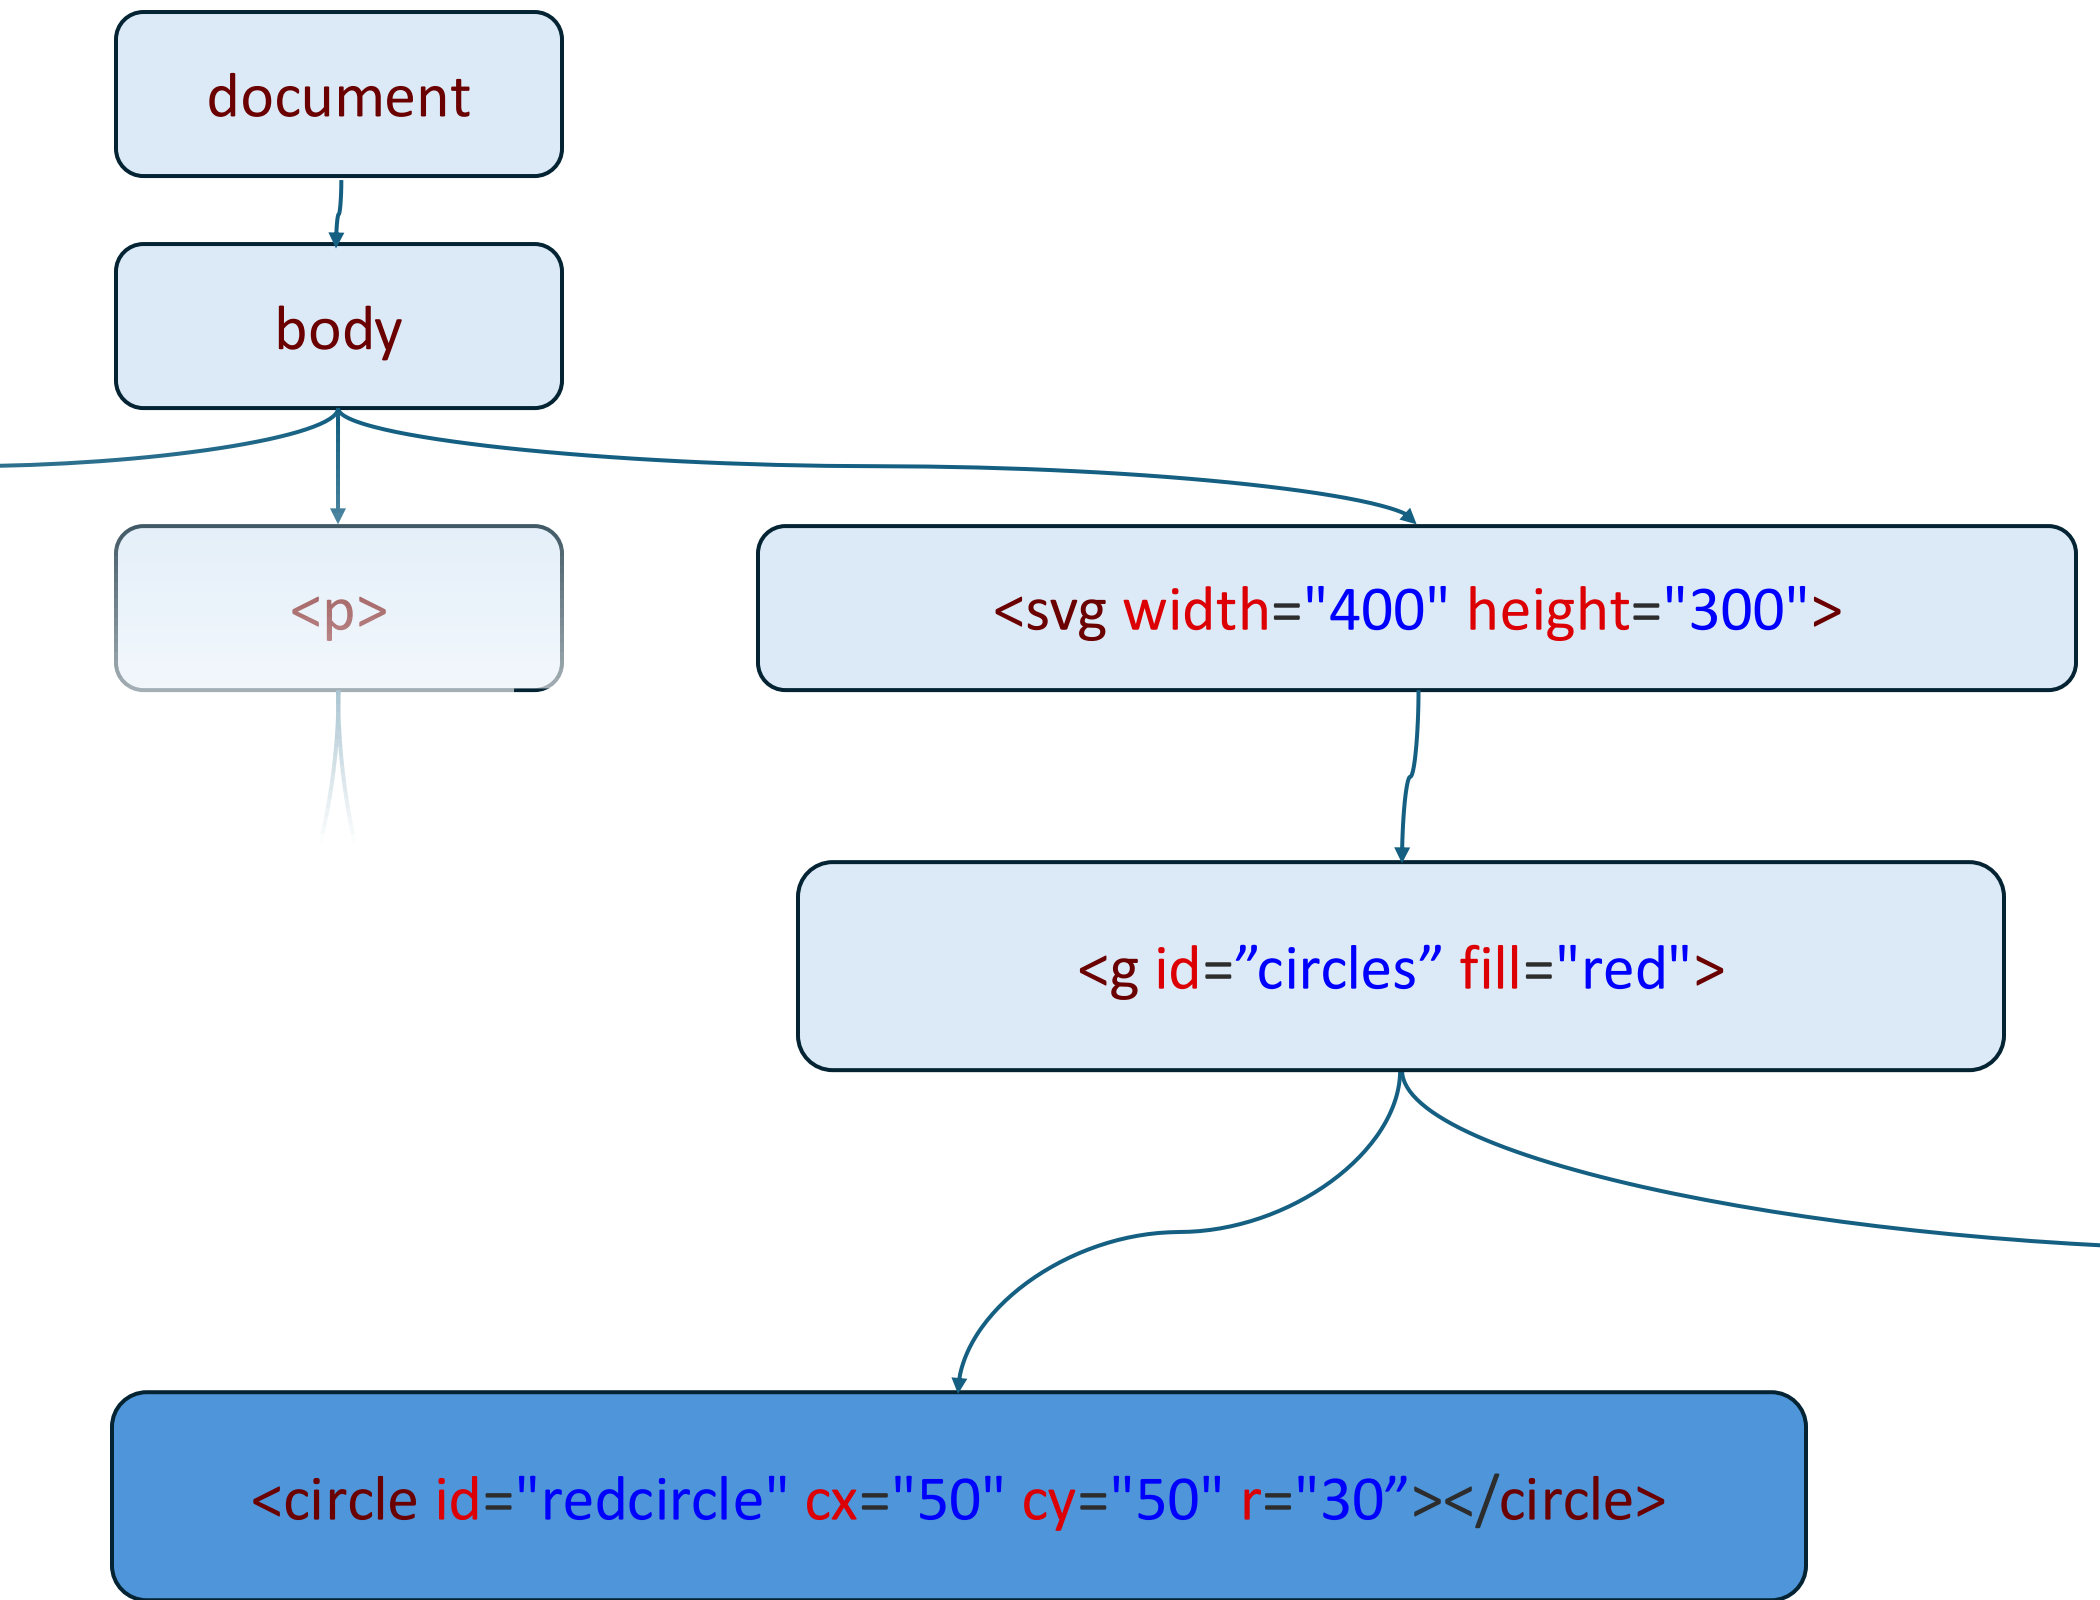 document
body
<p>
<svg width="400" height="300">
<g id=”circles” fill="red">
<circle id="redcircle" cx="50" cy="50" r="30”></circle>